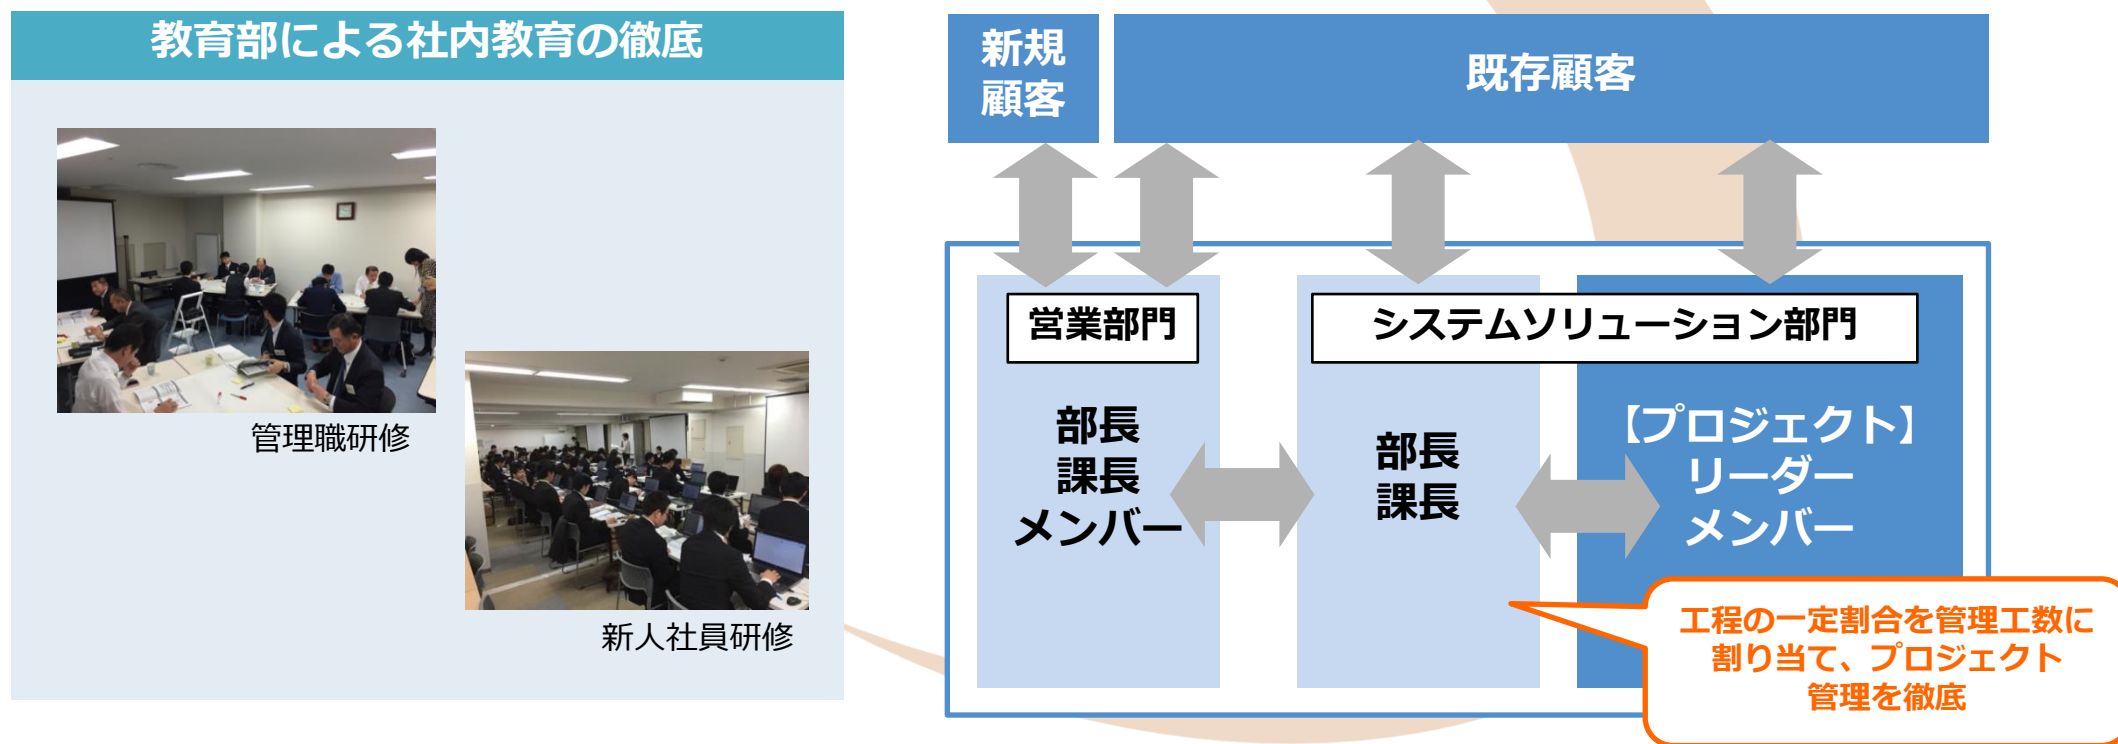 教育部による社内教育の徹底
管理職研修
新人社員研修
新規
顧客
既存顧客
営業部門
システムソリューション部門
部長
課長
メンバー
部長
課長
【プロジェクト】
リーダー
メンバー
工程の一定割合を管理工数に
割り当て、プロジェクト
管理を徹底